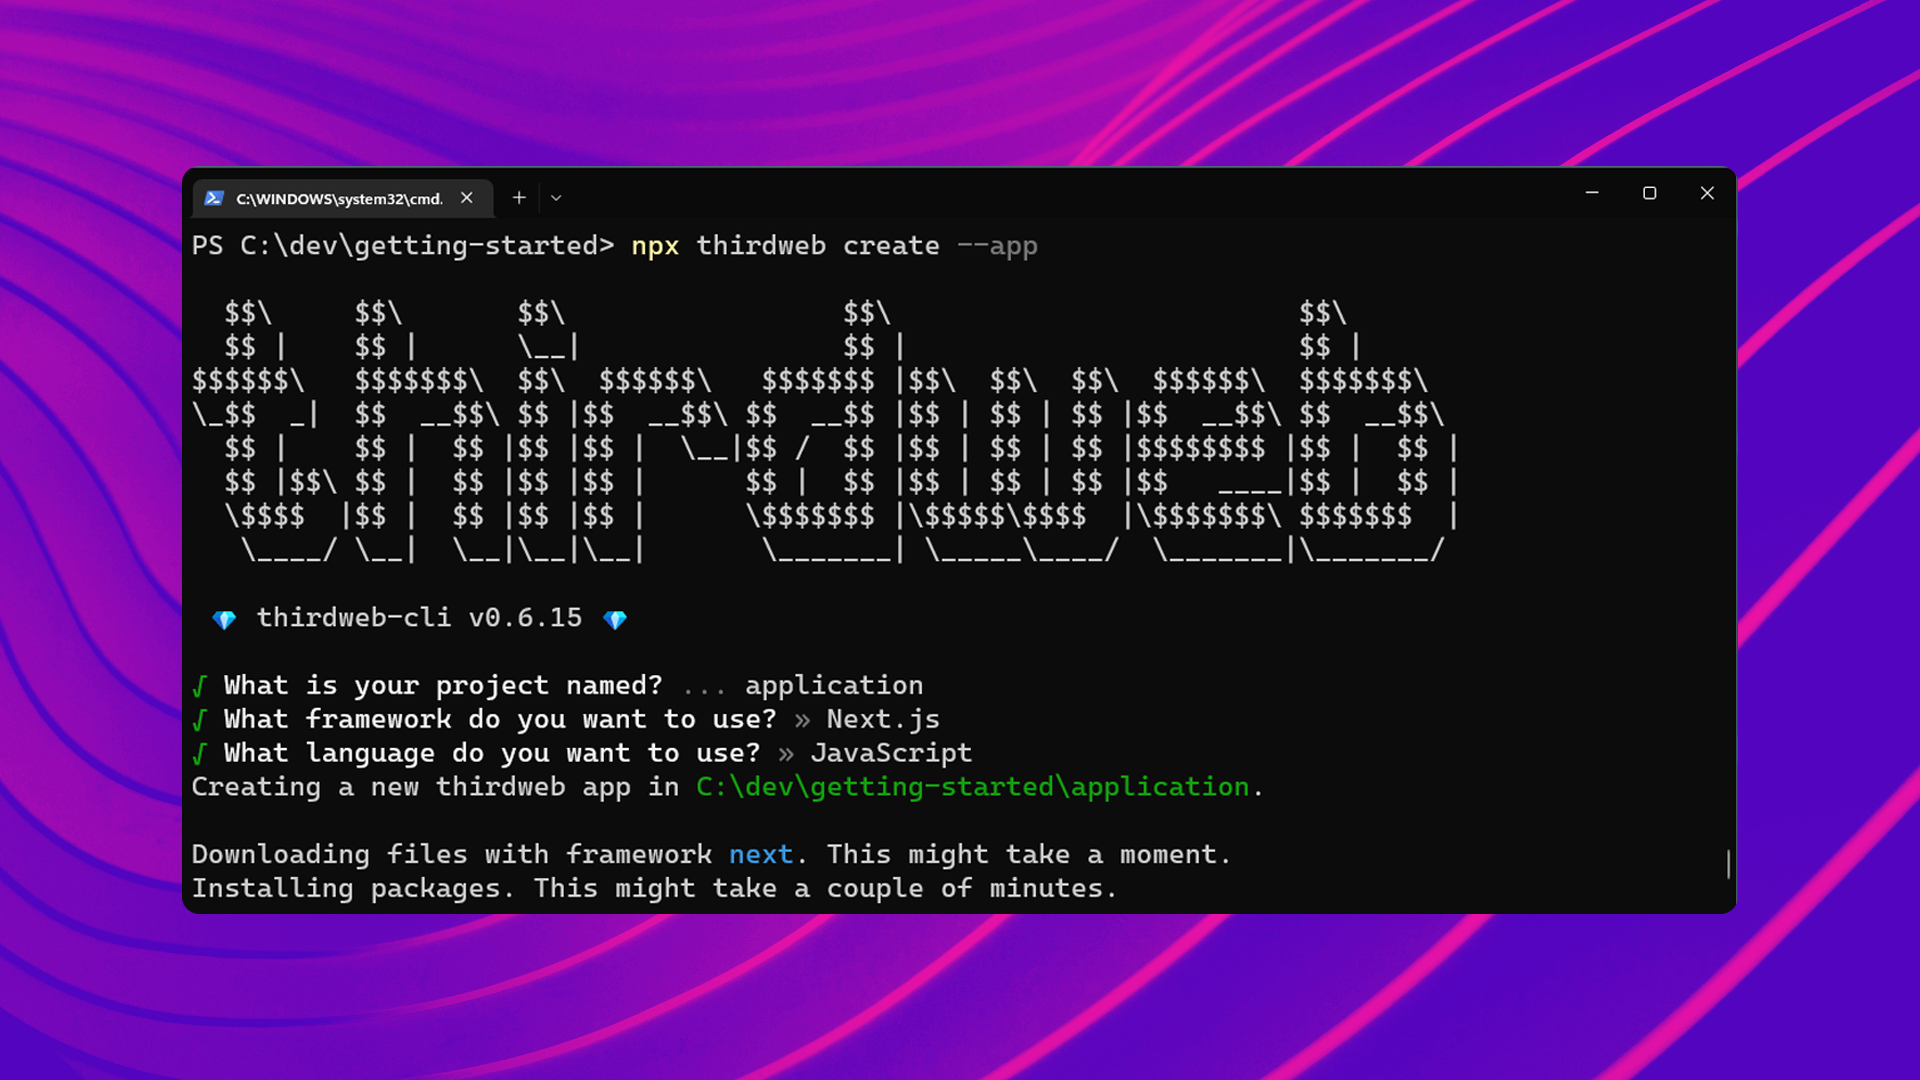 C:\WINDOWS\system32\cmd.
PS C:\dev\getting-started> npx thirdweb create --app
  $$\     $$\       $$\                 $$\                         $$\
  $$ |    $$ |      \__|                $$ |                        $$ |
$$$$$$\   $$$$$$$\  $$\  $$$$$$\   $$$$$$$ |$$\  $$\  $$\  $$$$$$\  $$$$$$$\
\_$$  _|  $$  __$$\ $$ |$$  __$$\ $$  __$$ |$$ | $$ | $$ |$$  __$$\ $$  __$$\
  $$ |    $$ |  $$ |$$ |$$ |  \__|$$ /  $$ |$$ | $$ | $$ |$$$$$$$$ |$$ |  $$ |
  $$ |$$\ $$ |  $$ |$$ |$$ |      $$ |  $$ |$$ | $$ | $$ |$$   ____|$$ |  $$ |
  \$$$$  |$$ |  $$ |$$ |$$ |      \$$$$$$$ |\$$$$$\$$$$  |\$$$$$$$\ $$$$$$$  |
   \____/ \__|  \__|\__|\__|       \_______| \_____\____/  \_______|\_______/
💎 thirdweb-cli v0.6.15 💎
√ What is your project named? ... application
√ What framework do you want to use? » Next.js
√ What language do you want to use? » JavaScript
Creating a new thirdweb app in C:\dev\getting-started\application.
Downloading files with framework next. This might take a moment.
Installing packages. This might take a couple of minutes.